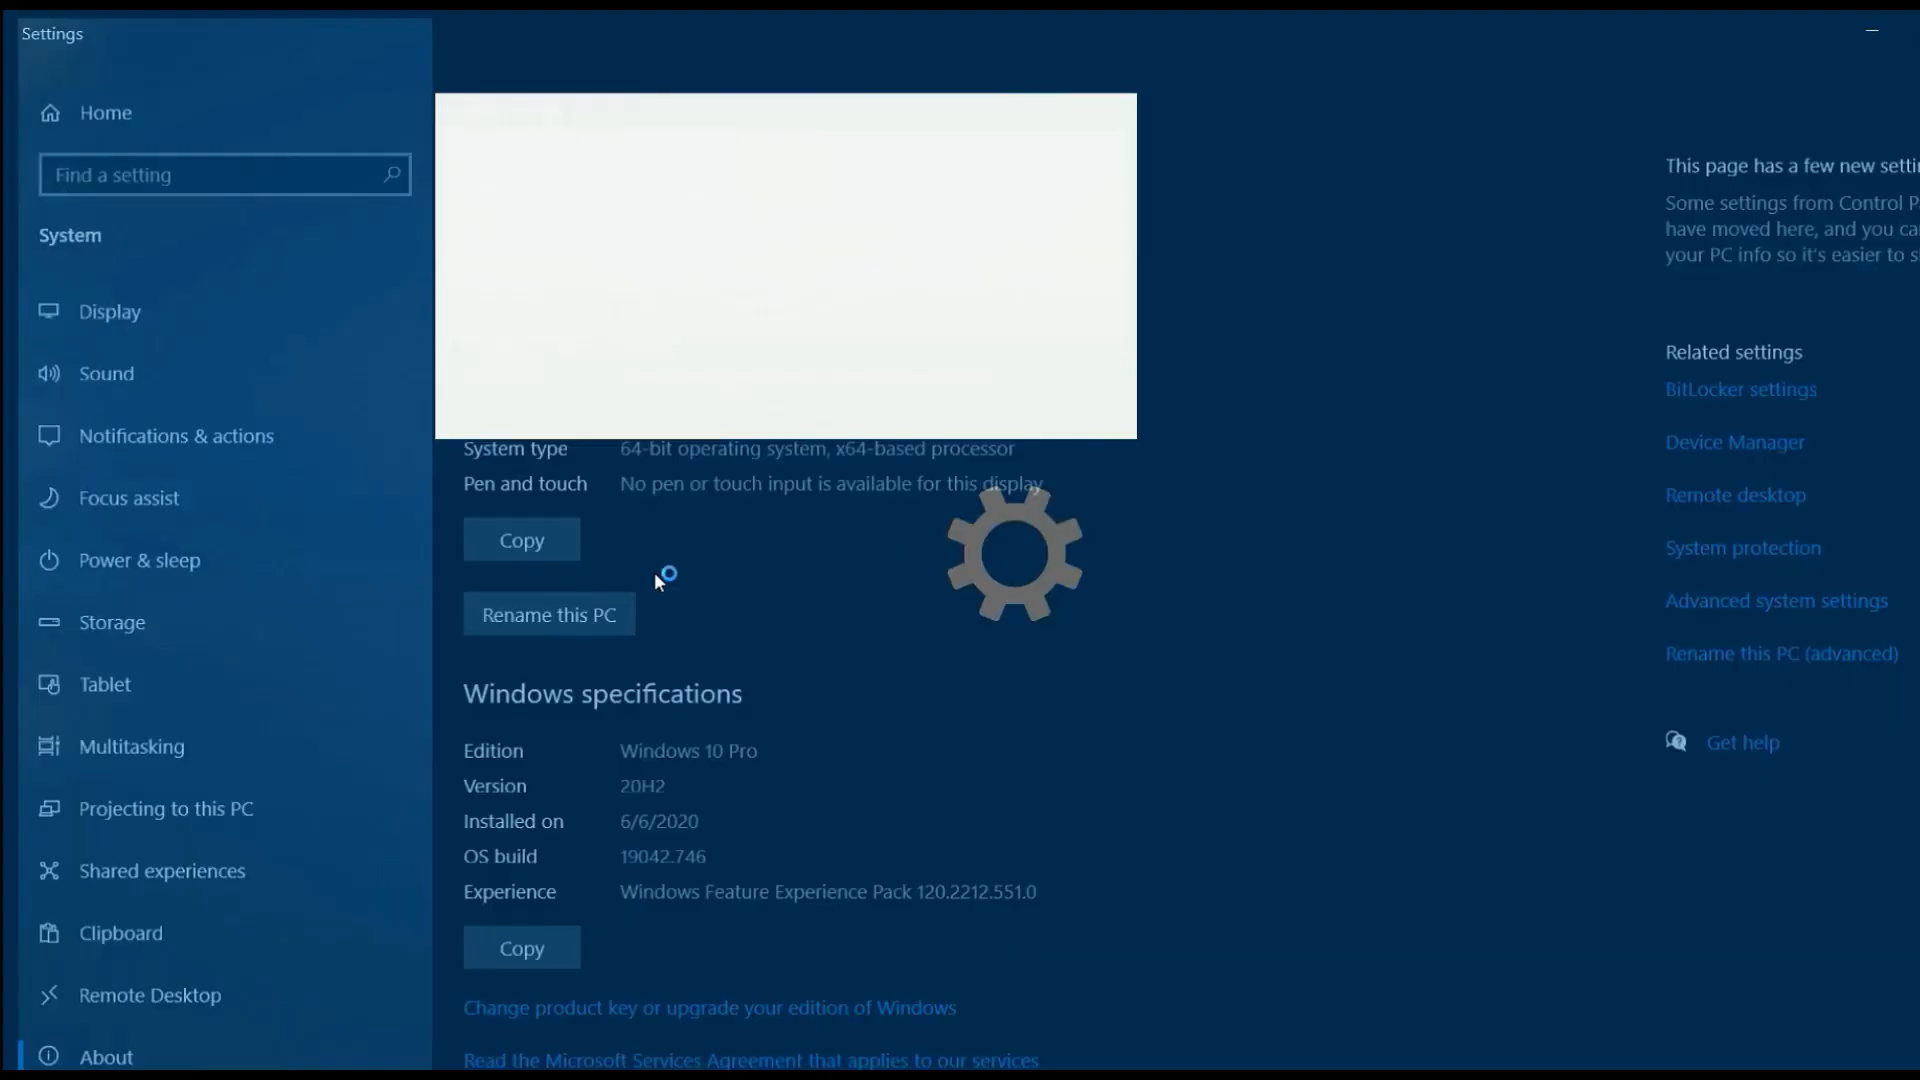 Settings
Home
Find a setting
System
Display
Sound
Notifications & actions
Focus assist
Power & sleep
Storage
Tablet
Multitasking
Projecting to this PC
Shared experiences
Clipboard
Remote Desktop
About
System type 64-bit operating system, x64-based processor
Pen and touch No pen or touch input is available for this display
Copy
Rename this PC
Windows specifications
Edition Windows 10 Pro
Version 20H2
Installed on 6/6/2020
OS build 19042.746
Experience Windows Feature Experience Pack 120.2212.551.0
Copy
Change product key or upgrade your edition of Windows
Read the Microsoft Services Agreement that applies to our services
This page has a few new setti
Some settings from Control P
have moved here, and you ca
your PC info so it's easier to s
Related settings
BitLocker settings
Device Manager
Remote desktop
System protection
Advanced system settings
Rename this PC (advanced)
Get help